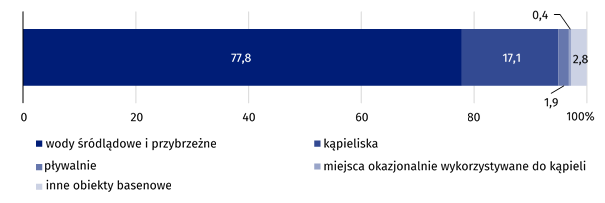 0,4
77,8 17,1 2,8
1,9
0 20 40 60 80 100%
wody śródlądowe i przybrzeżne kąpieliska
pływalnie miejsca okazjonalnie wykorzystywane do kąpieli
inne obiekty basenowe